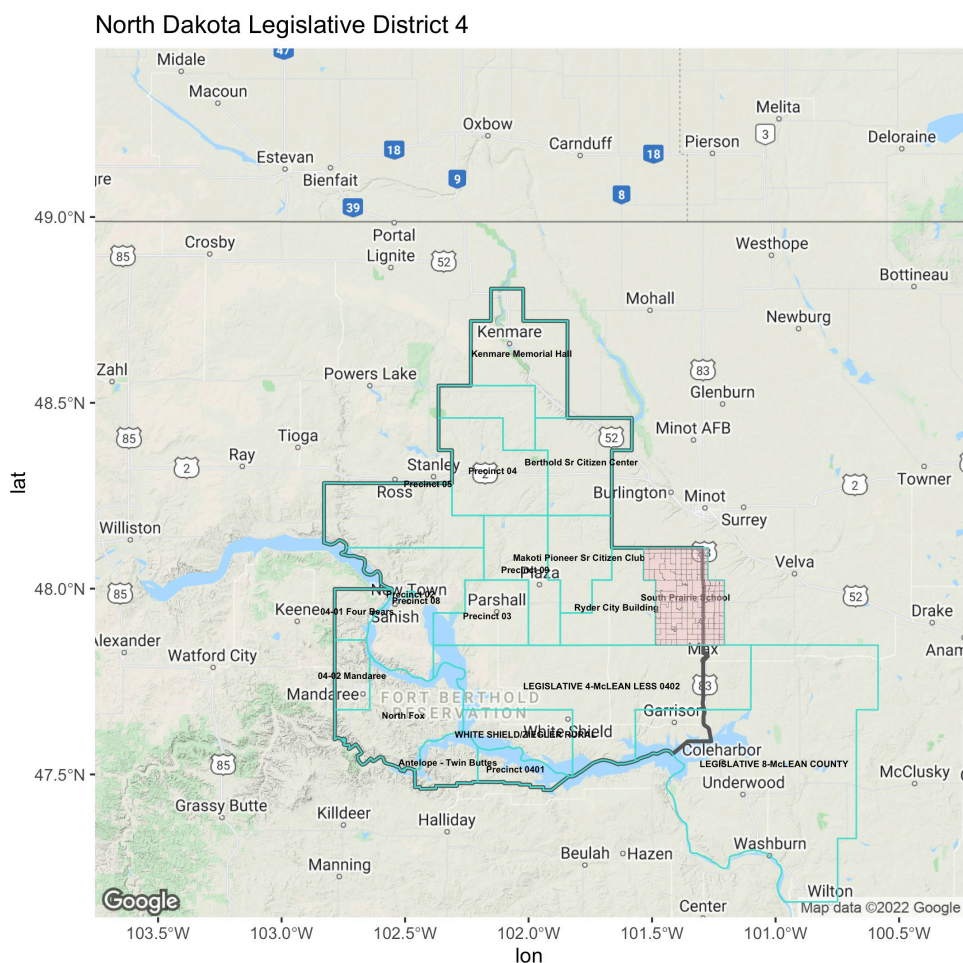 North Dakota Legislative District 4
47
Midale
Macoun
Oxbow
Melita
3
Carnduff
Pierson
Deloraine
18
18
Estevan
Bienfait
gre
9
8
39
49.0°N
Portal
Crosby
Lignite
85
52
Westhope
Bottineau
Mohall
Newburg
Kenmare
Kenmare Memorial Hall
Zahl
Powers Lake
83
Glenburn
48.5°N
Minot AFB
85
52
Tioga
Ray
2
Stanley
Berthold Sr Citizen Center
Precinct 04
2
Precinct 05
Ross
Burlington
Minot
2
Towner
Surrey
Williston
Makoti Pioneer Sr Citizen Club
Precinct 09
Plaza
Velva
lat
48.0°N
85
New Town
Precinct 02
Precinct 08
Parshall
South Prairie School
52
Keene
04-01 Four Bears
Sanish
Precinct 03
Ryder City Building
Drake
Alexander
Watford City
Max
Anam
04-02 Mandaree
Mandaree
LEGISLATIVE 4-McLEAN LESS 0402
83
FORT BERTHOLD
RESERVATION
North Fox
Garrison
White Shield
WHITE SHIELD/ZIEGLER RURAL
Coleharbor
47.5°N
85
Antelope - Twin Buttes
Precinct 0401
LEGISLATIVE 8-McLEAN COUNTY
Underwood
McClusky
Grassy Butte
Killdeer
Halliday
Washburn
Beulah
Hazen
Manning
Wilton
Center
Google
Map data ©2022 Google
103.5°W
103.0°W
102.5°W
102.0°W
101.5°W
101.0°W
100.5°W
lon